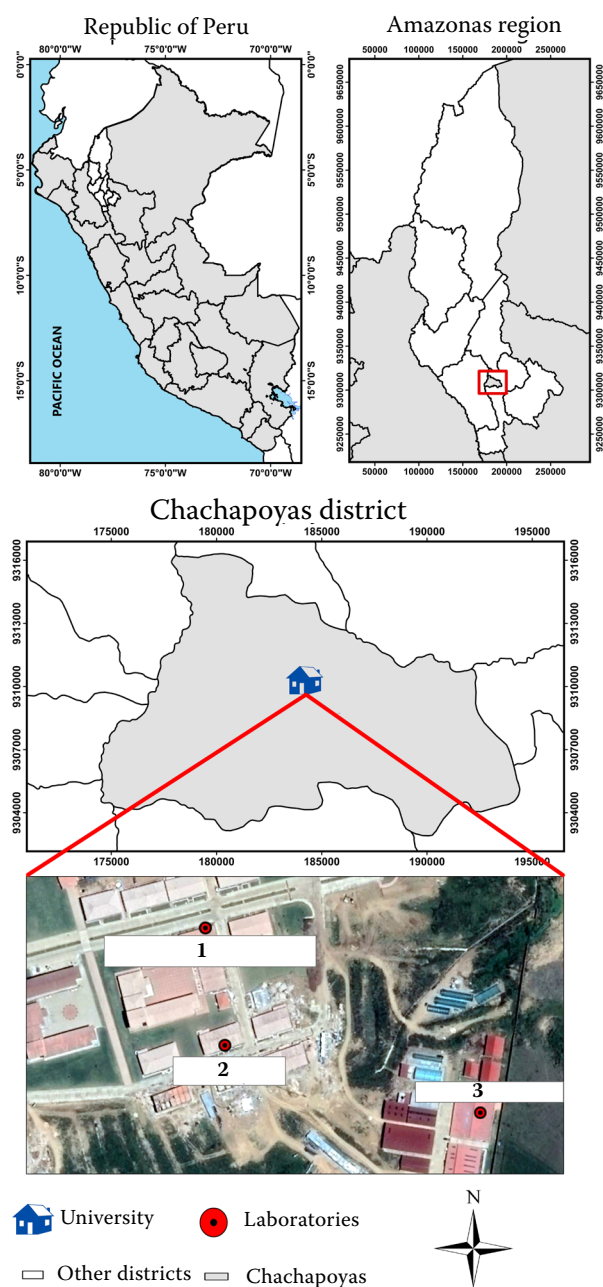 Republic of Peru
80°0'0"W 75°0'0"W 70°0'0"W
0°0'0"
5°0'0"S
10°0'0"S
15°0'0"S
0°0'0"
5°0'0"S
10°0'0"S
15°0'0"S
PACIFIC OCEAN
80°0'0"W 75°0'0"W 70°0'0"W
Amazonas region
50000 100000 150000 200000 250000
9650000
9600000
9550000
9500000
9450000
9400000
9350000
9300000
9250000
9650000
9600000
9550000
9500000
9450000
9400000
9350000
9300000
9250000
50000 100000 150000 200000 250000
Chachapoyas district
175000 180000 185000 190000 195000
9316000
9313000
9310000
9307000
9304000
9316000
9313000
9310000
9307000
9304000
175000 180000 185000 190000 195000
1
2
3
University
Laboratories
N
Other districts
Chachapoyas